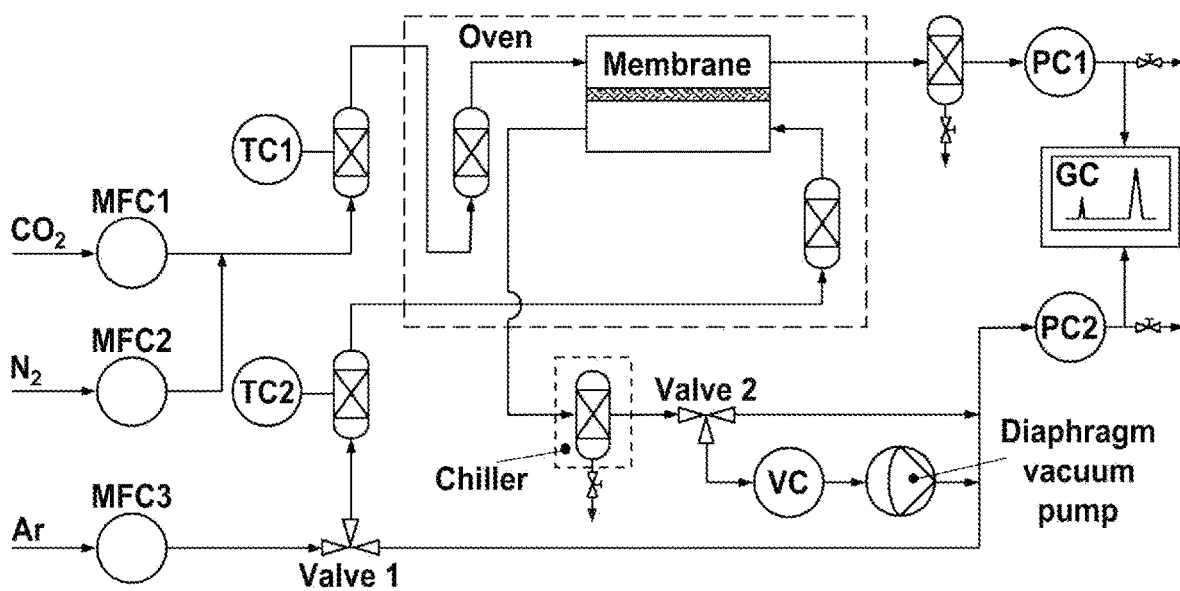 Oven
Membrane
PC1
TC1
GC
MFC1
CO₂
MFC2
N₂
TC2
PC2
Valve 2
Chiller
VC
Diaphragm
vacuum
pump
MFC3
Ar
Valve 1